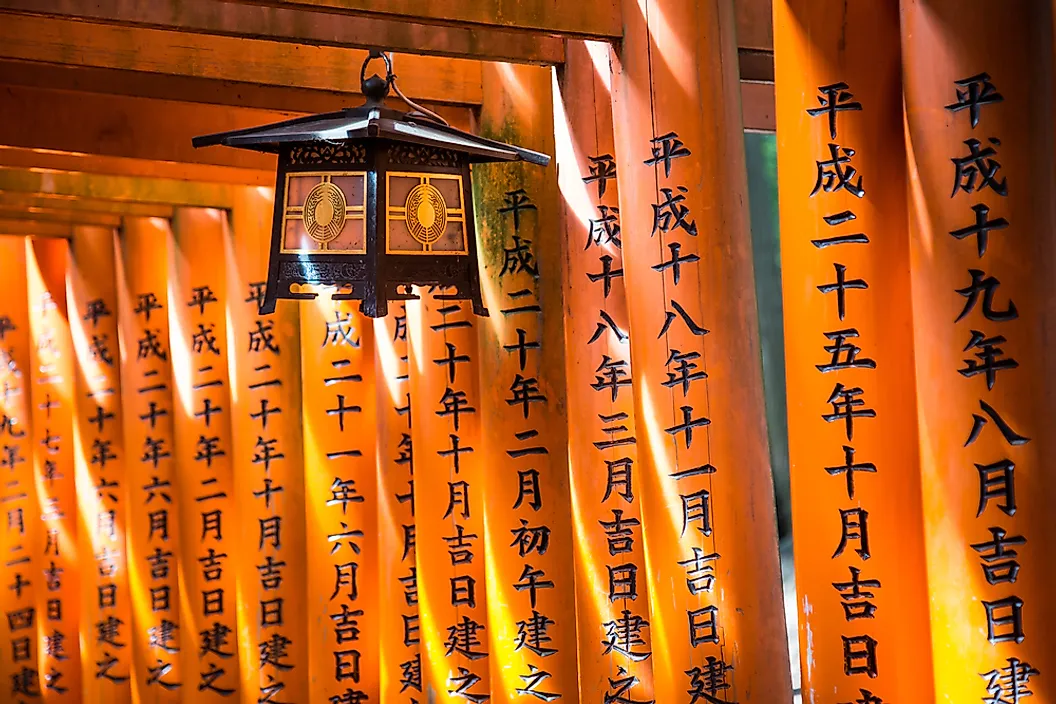 平成十九年八月吉日建
平成二十五年十月吉日
平成十八年十一月吉日建
平成十八年三月吉日建之
平成二十年二月初午建之
二十年十月吉日建之
成二十一年六月吉日建
平成二十年十月吉日建之
平成二十年二月吉日建之
平成二十年六月吉日建之
平成二十年六月吉日建之
平成二十七年三月吉日建之
平成十九年二月二十四日建